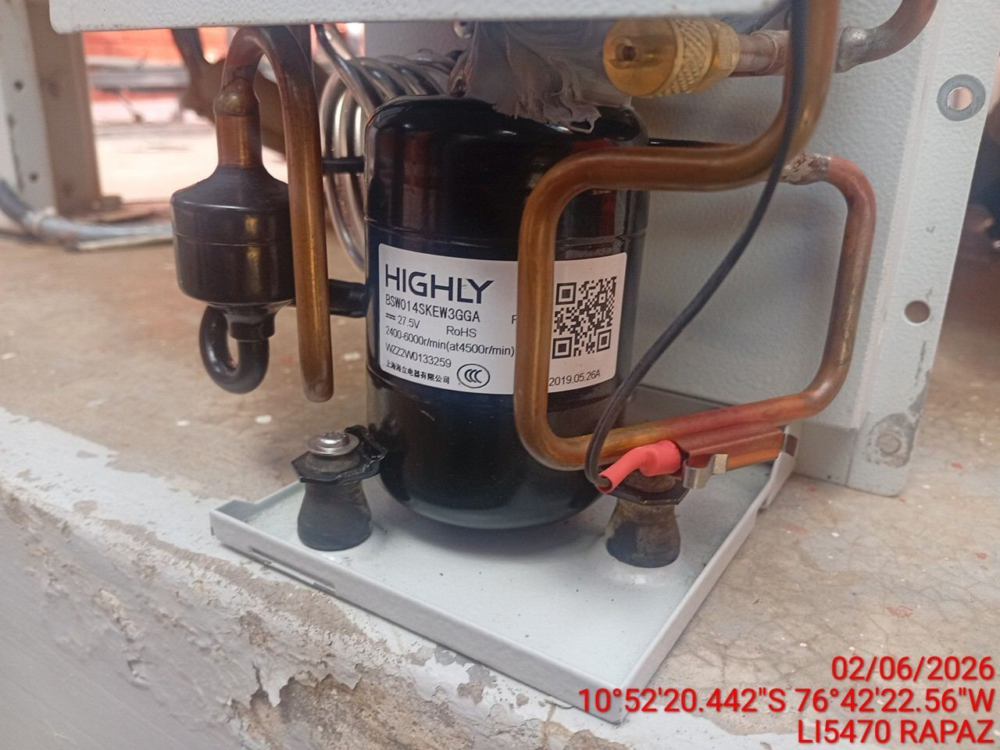 HIGHLY
BSW014SKEW3GGA
27.5V RoHS
2400-6000r/min(at4500r/min)
WZZ2W0133259
上海海立电器有限公司
CCC
2019.05.26A
02/06/2026
10°52'20.442"S 76°42'22.56"W
LI5470 RAPAZ